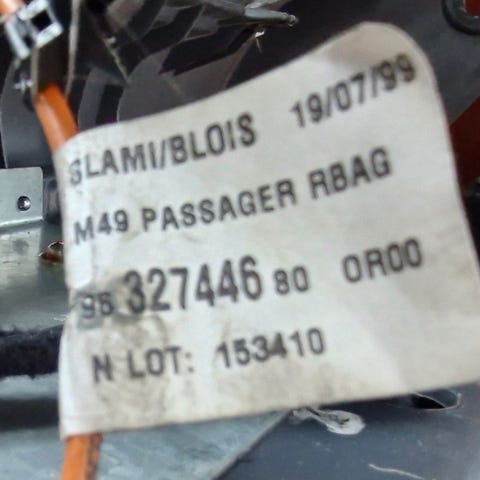 SLAMI/BLOIS 19/07/99
M49 PASSAGER RBAG
96 327446 80 0R00
N LOT: 153410